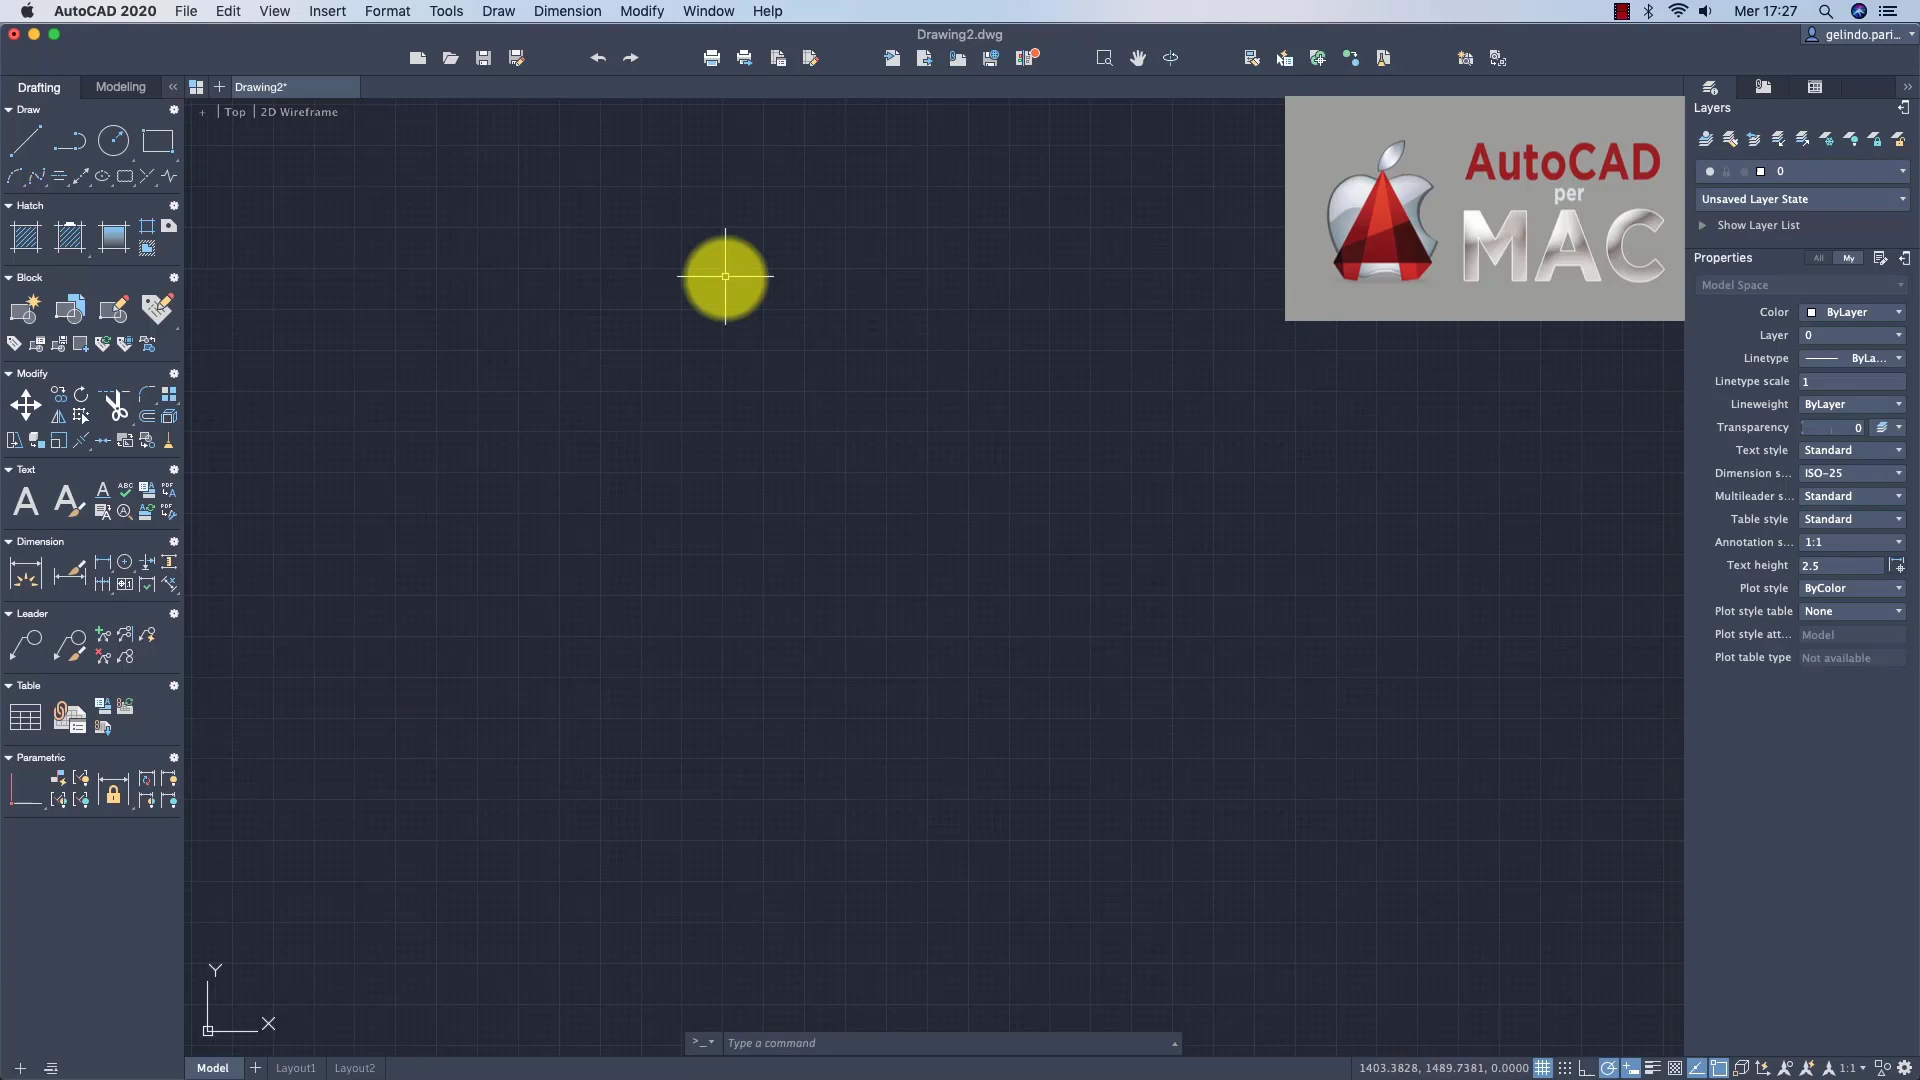 AutoCAD 2020 File Edit View Insert Format Tools Draw Dimension Modify Window Help Mer 17:27
Drawing2.dwg gelindo.pari...
Drafting Modeling Drawing2*
+ | Top | 2D Wireframe
Draw
Hatch
Block
Modify
Text
Dimension
Leader
Table
Parametric
AutoCAD
per
MAC
Layers
0
Unsaved Layer State
Show Layer List
Properties All My
Model Space
Color ByLayer
Layer 0
Linetype ByLa...
Linetype scale 1
Lineweight ByLayer
Transparency 0
Text style Standard
Dimension s... ISO-25
Multileader s... Standard
Table style Standard
Annotation s... 1:1
Text height 2.5
Plot style ByColor
Plot style table None
Plot style att... Model
Plot table type Not available
Y
X
>_ Type a command
Model + Layout1 Layout2 1403.3828, 1489.7381, 0.0000 1:1